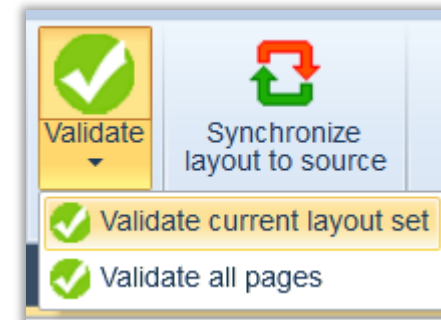 Validate
Synchronize
layout to source
Validate current layout set
Validate all pages